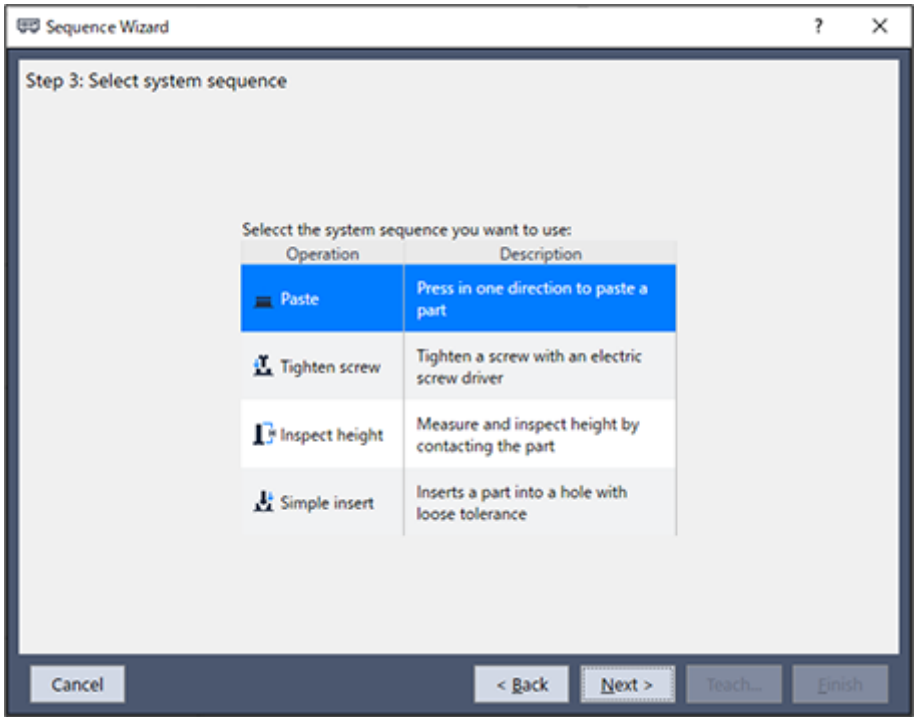 Sequence Wizard ?
Step 3: Select system sequence
Selecct the system sequence you want to use:
Operation Description
Paste Press in one direction to paste a
part
Tighten screw Tighten a screw with an electric
screw driver
Inspect height Measure and inspect height by
contacting the part
Simple insert Inserts a part into a hole with
loose tolerance
Cancel < Back Next > Teach... Finish